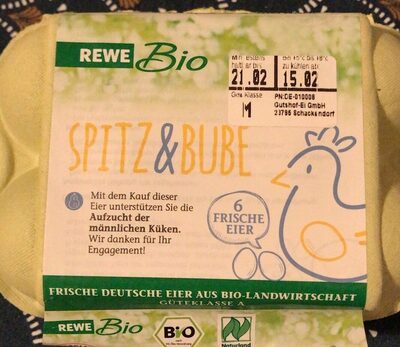 REWE Bio
Mindestens haltbar bis
Bei +5°C bis +8°C zu kühlen ab
21.02 15.02
Gew.Klasse
M
PN:DE-010008
Gutshof-Ei GmbH
23795 Schackendorf
SPITZ&BUBE
Mit dem Kauf dieser
Eier unterstützen Sie die
Aufzucht der
männlichen Küken.
Wir danken für Ihr
Engagement!
6
FRISCHE
EIER
FRISCHE DEUTSCHE EIER AUS BIO-LANDWIRTSCHAFT
GÜTEKLASSE A
REWE Bio
BIO
Naturland